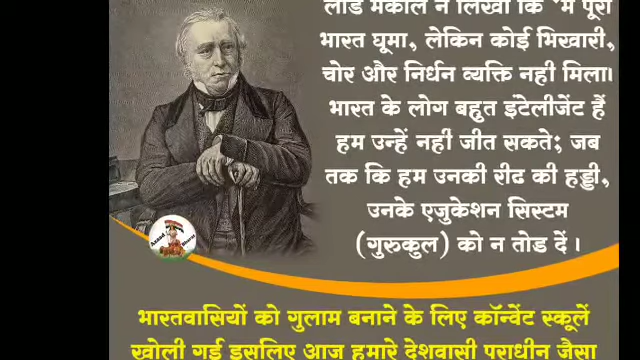 लॉर्ड मैकाले ने लिखा कि "मैं पूरा
भारत घूमा, लेकिन कोई भिखारी,
चोर और निर्धन व्यक्ति नही मिला।
भारत के लोग बहुत इंटेलीजेंट हैं
हम उन्हें नही जीत सकते; जब
तक कि हम उनकी रीढ की हड्डी,
उनके एजुकेशन सिस्टम
(गुरुकुल) को न तोड दें।
भारतवासियों को गुलाम बनाने के लिए कॉन्वेंट स्कूलें
खोली गई इसलिए आज हमारे देशवासी पराधीन जैसा